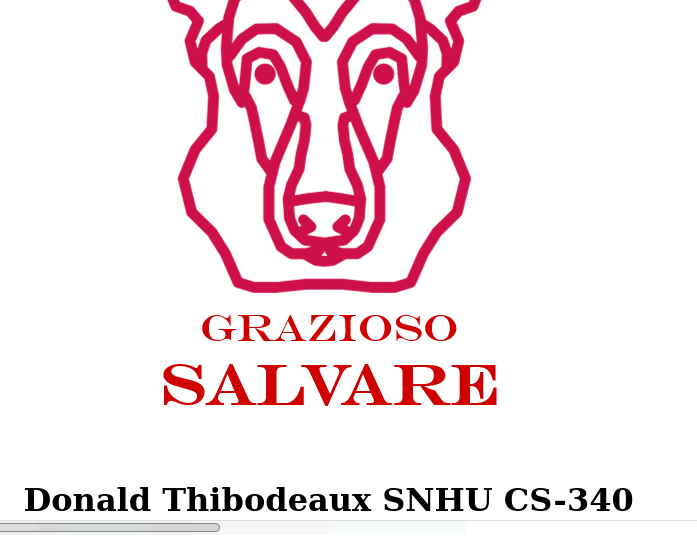 GRAZIOSO
SALVARE
Donald Thibodeaux SNHU CS-340